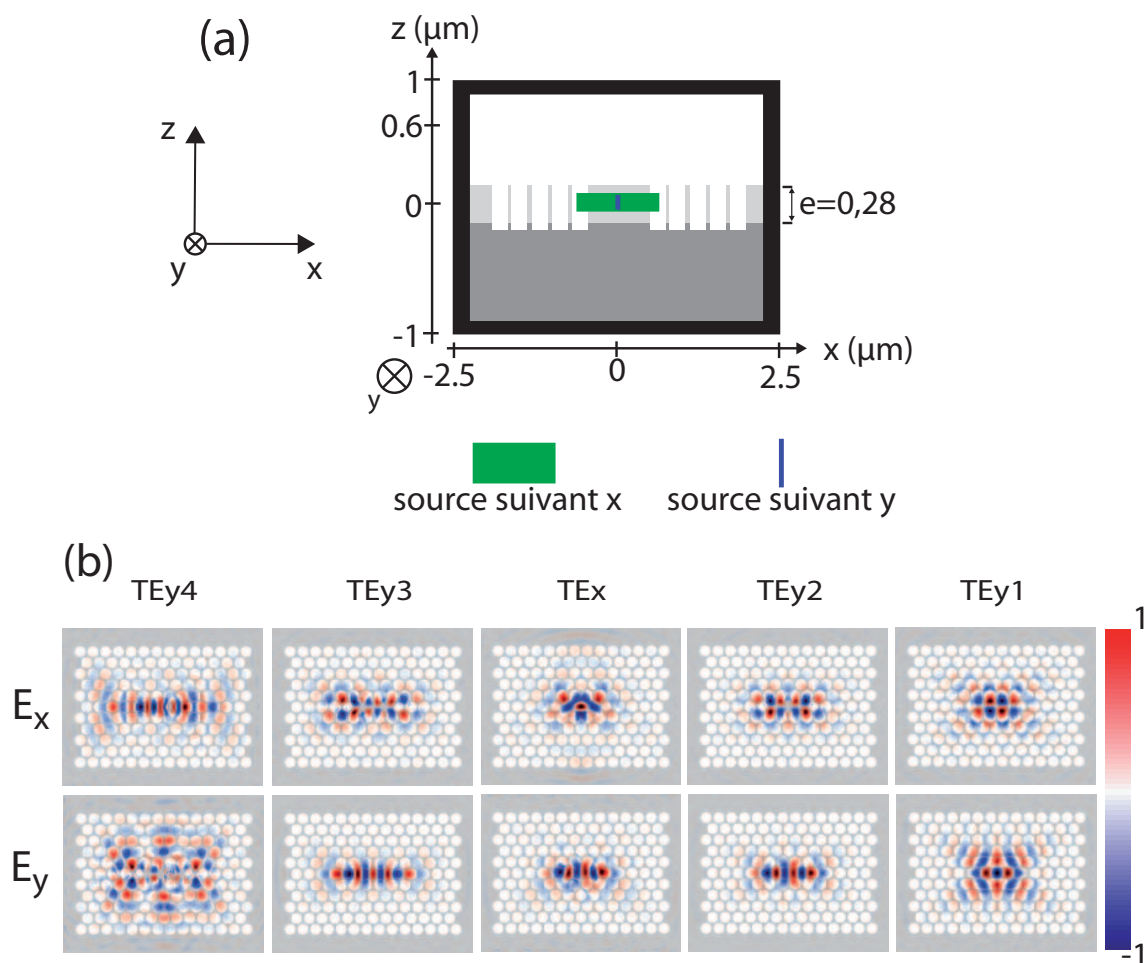 (a)
z (µm)
1
0.6
0
-1
z
y
x
e=0,28
x (µm)
y
-2.5
0
2.5
source suivant x
source suivant y
(b)
TEy4
TEy3
TEx
TEy2
TEy1
1
Ex
Ey
-1